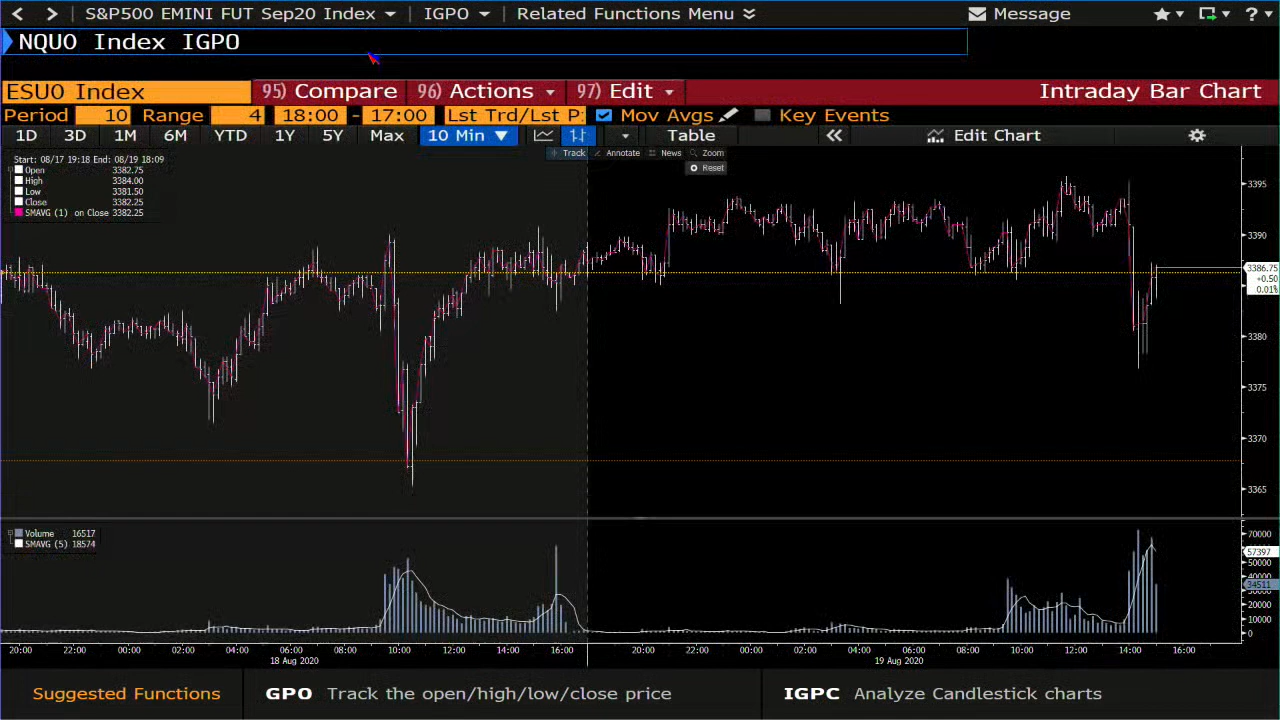 < > S&P500 EMINI FUT Sep20 Index IGPO Related Functions Menu Message ?
NQU0 Index IGPO
ESU0 Index 95) Compare 96) Actions 97) Edit Intraday Bar Chart
Period 10 Range 4 18:00 - 17:00 Lst Trd/Lst P: Mov Avgs Key Events
1D 3D 1M 6M YTD 1Y 5Y Max 10 Min Table << Edit Chart
Track Annotate News Zoom
Reset
Start: 08/17 19:18 End: 08/19 18:09
Open 3382.75
High 3384.00
Low 3381.50
Close 3382.25
SMAVG (1) on Close 3382.25
3395
3390
3386.75
+0.50
0.01%
3380
3375
3370
3365
Volume 16517
SMAVG (5) 18574
70000
57397
50000
40000
34511
20000
10000
0
20:00 22:00 00:00 02:00 04:00 06:00 08:00 10:00 12:00 14:00 16:00 20:00 22:00 00:00 02:00 04:00 06:00 08:00 10:00 12:00 14:00 16:00
18 Aug 2020 19 Aug 2020
Suggested Functions GPO Track the open/high/low/close price IGPC Analyze Candlestick charts